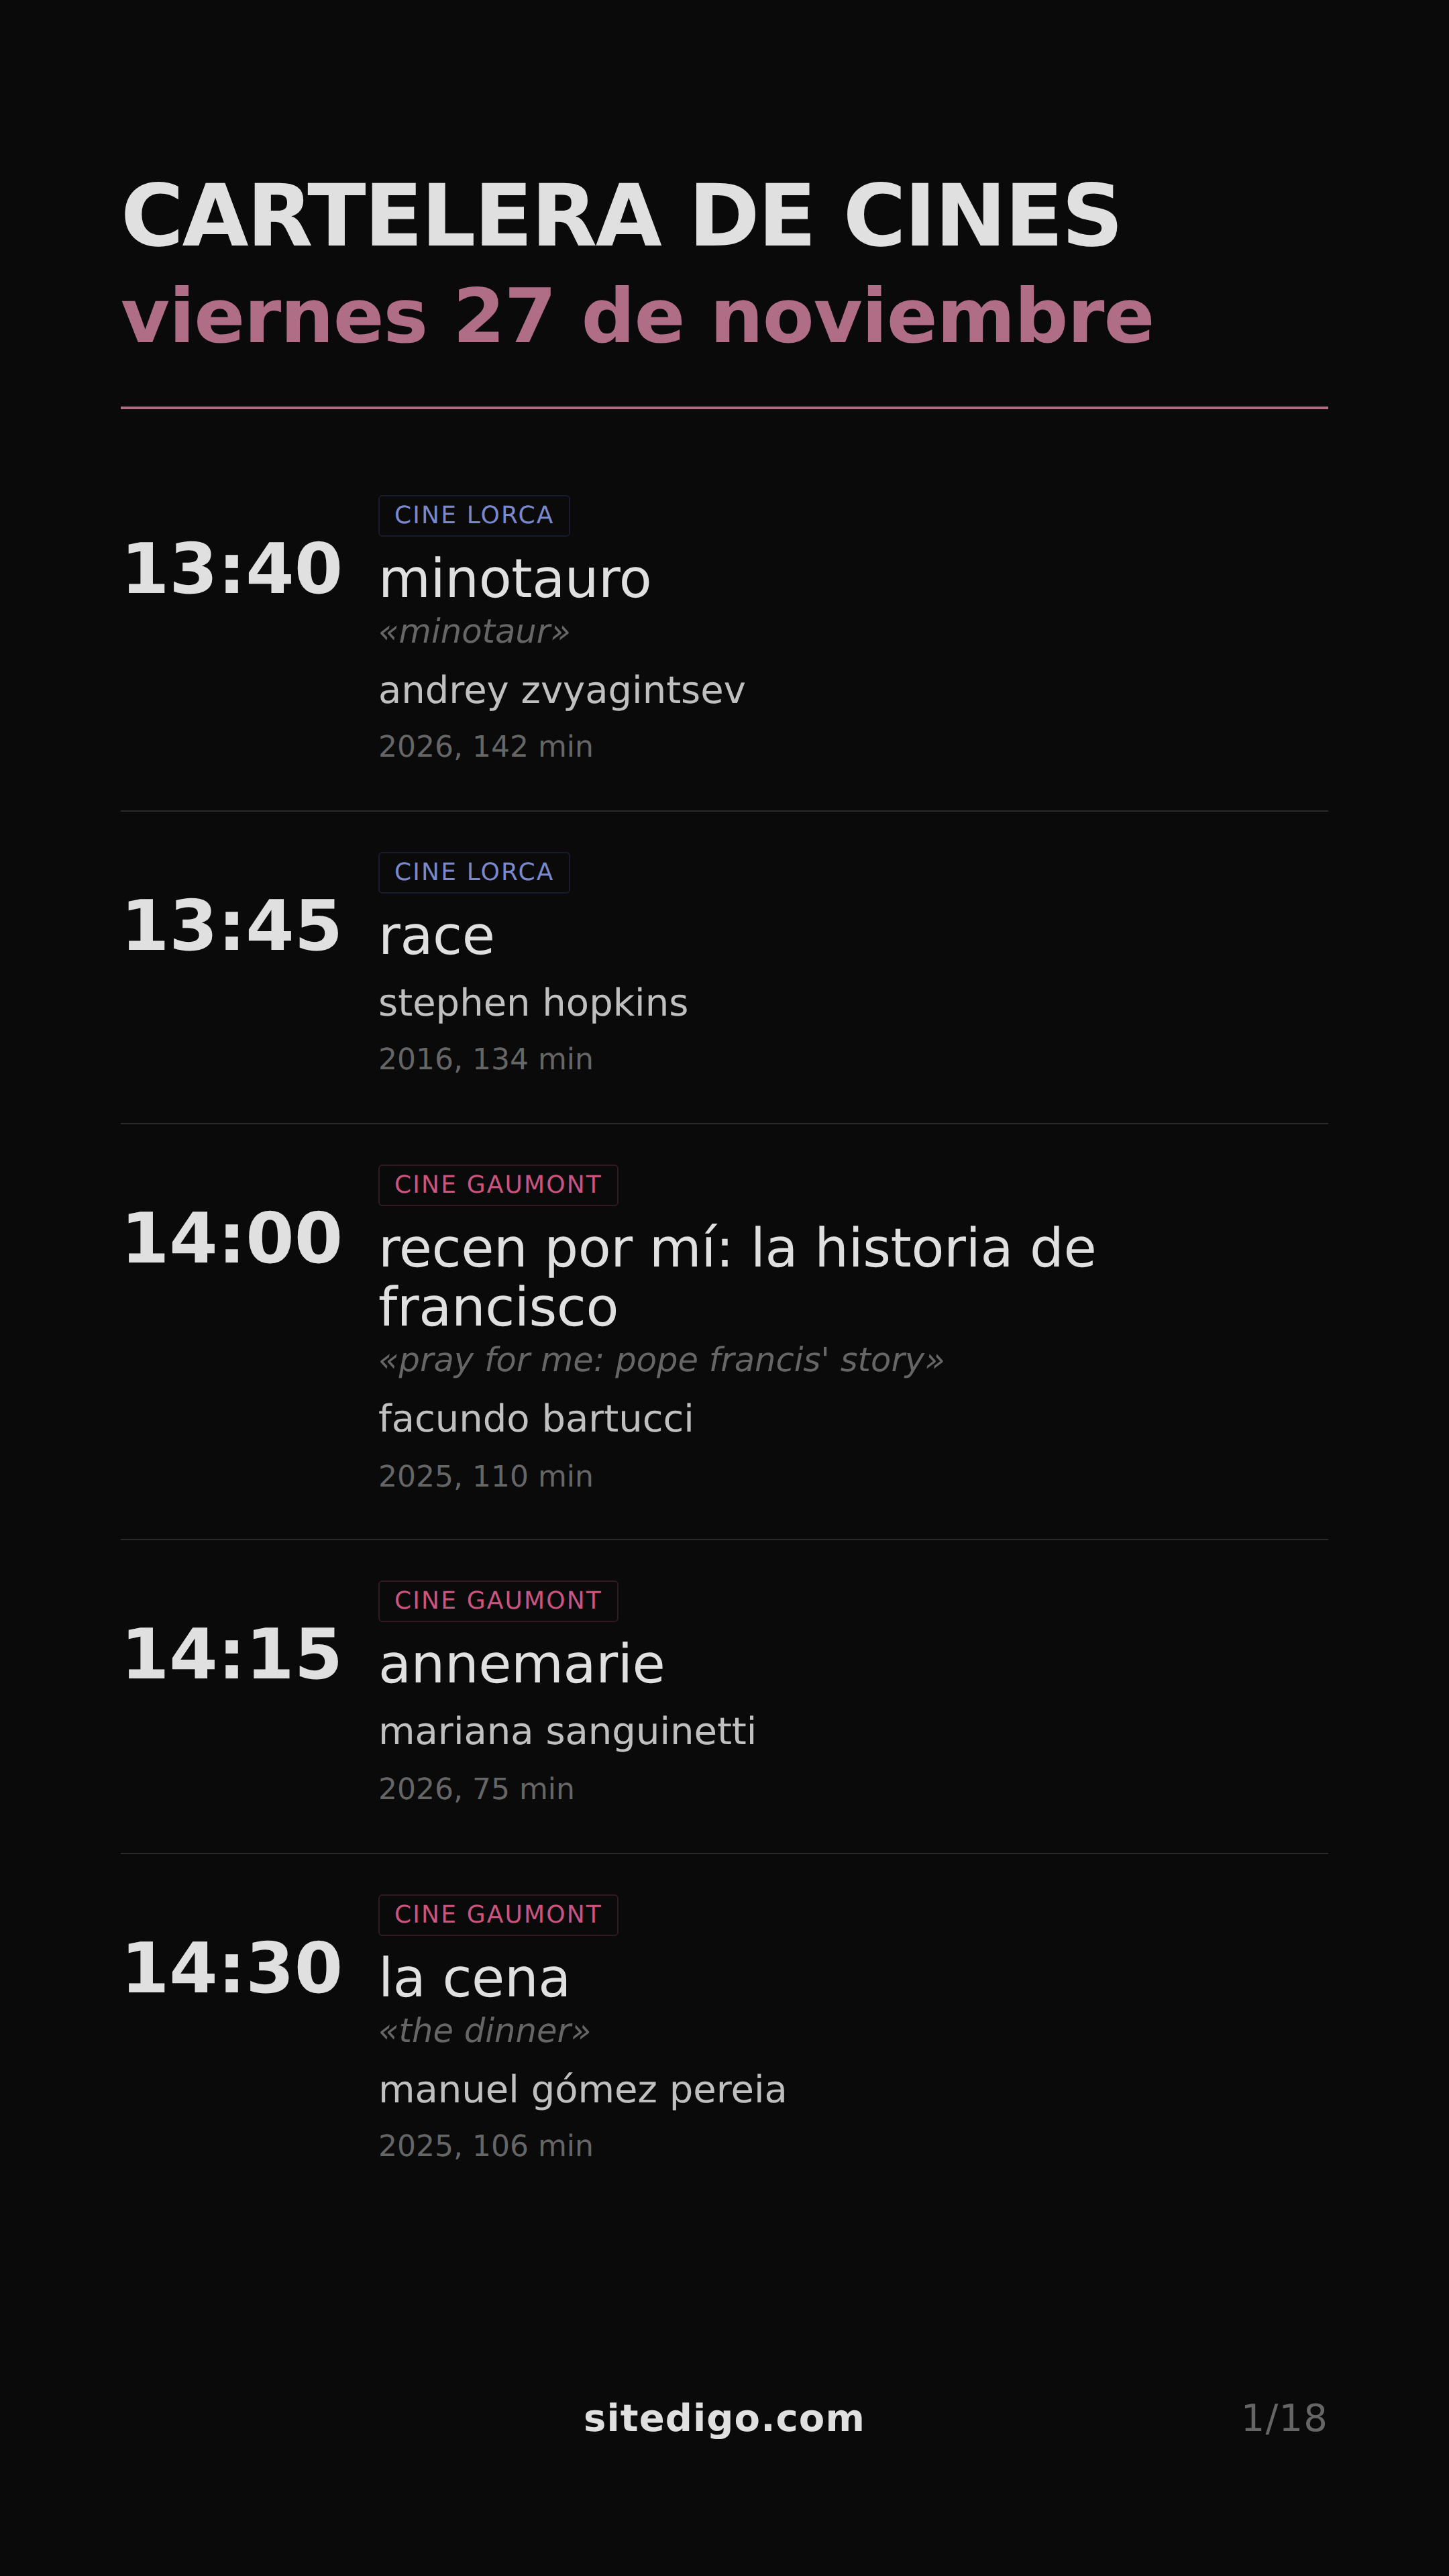 CARTELERA DE CINES
viernes 27 de noviembre
CINE LORCA
13:40
minotauro
«minotaur»
andrey zvyagintsev
2026, 142 min
CINE LORCA
13:45
race
stephen hopkins
2016, 134 min
CINE GAUMONT
14:00
recen por mí: la historia de
francisco
«pray for me: pope francis' story»
facundo bartucci
2025, 110 min
CINE GAUMONT
14:15
annemarie
mariana sanguinetti
2026, 75 min
CINE GAUMONT
14:30
la cena
«the dinner»
manuel gómez pereia
2025, 106 min
sitedigo.com
1/18